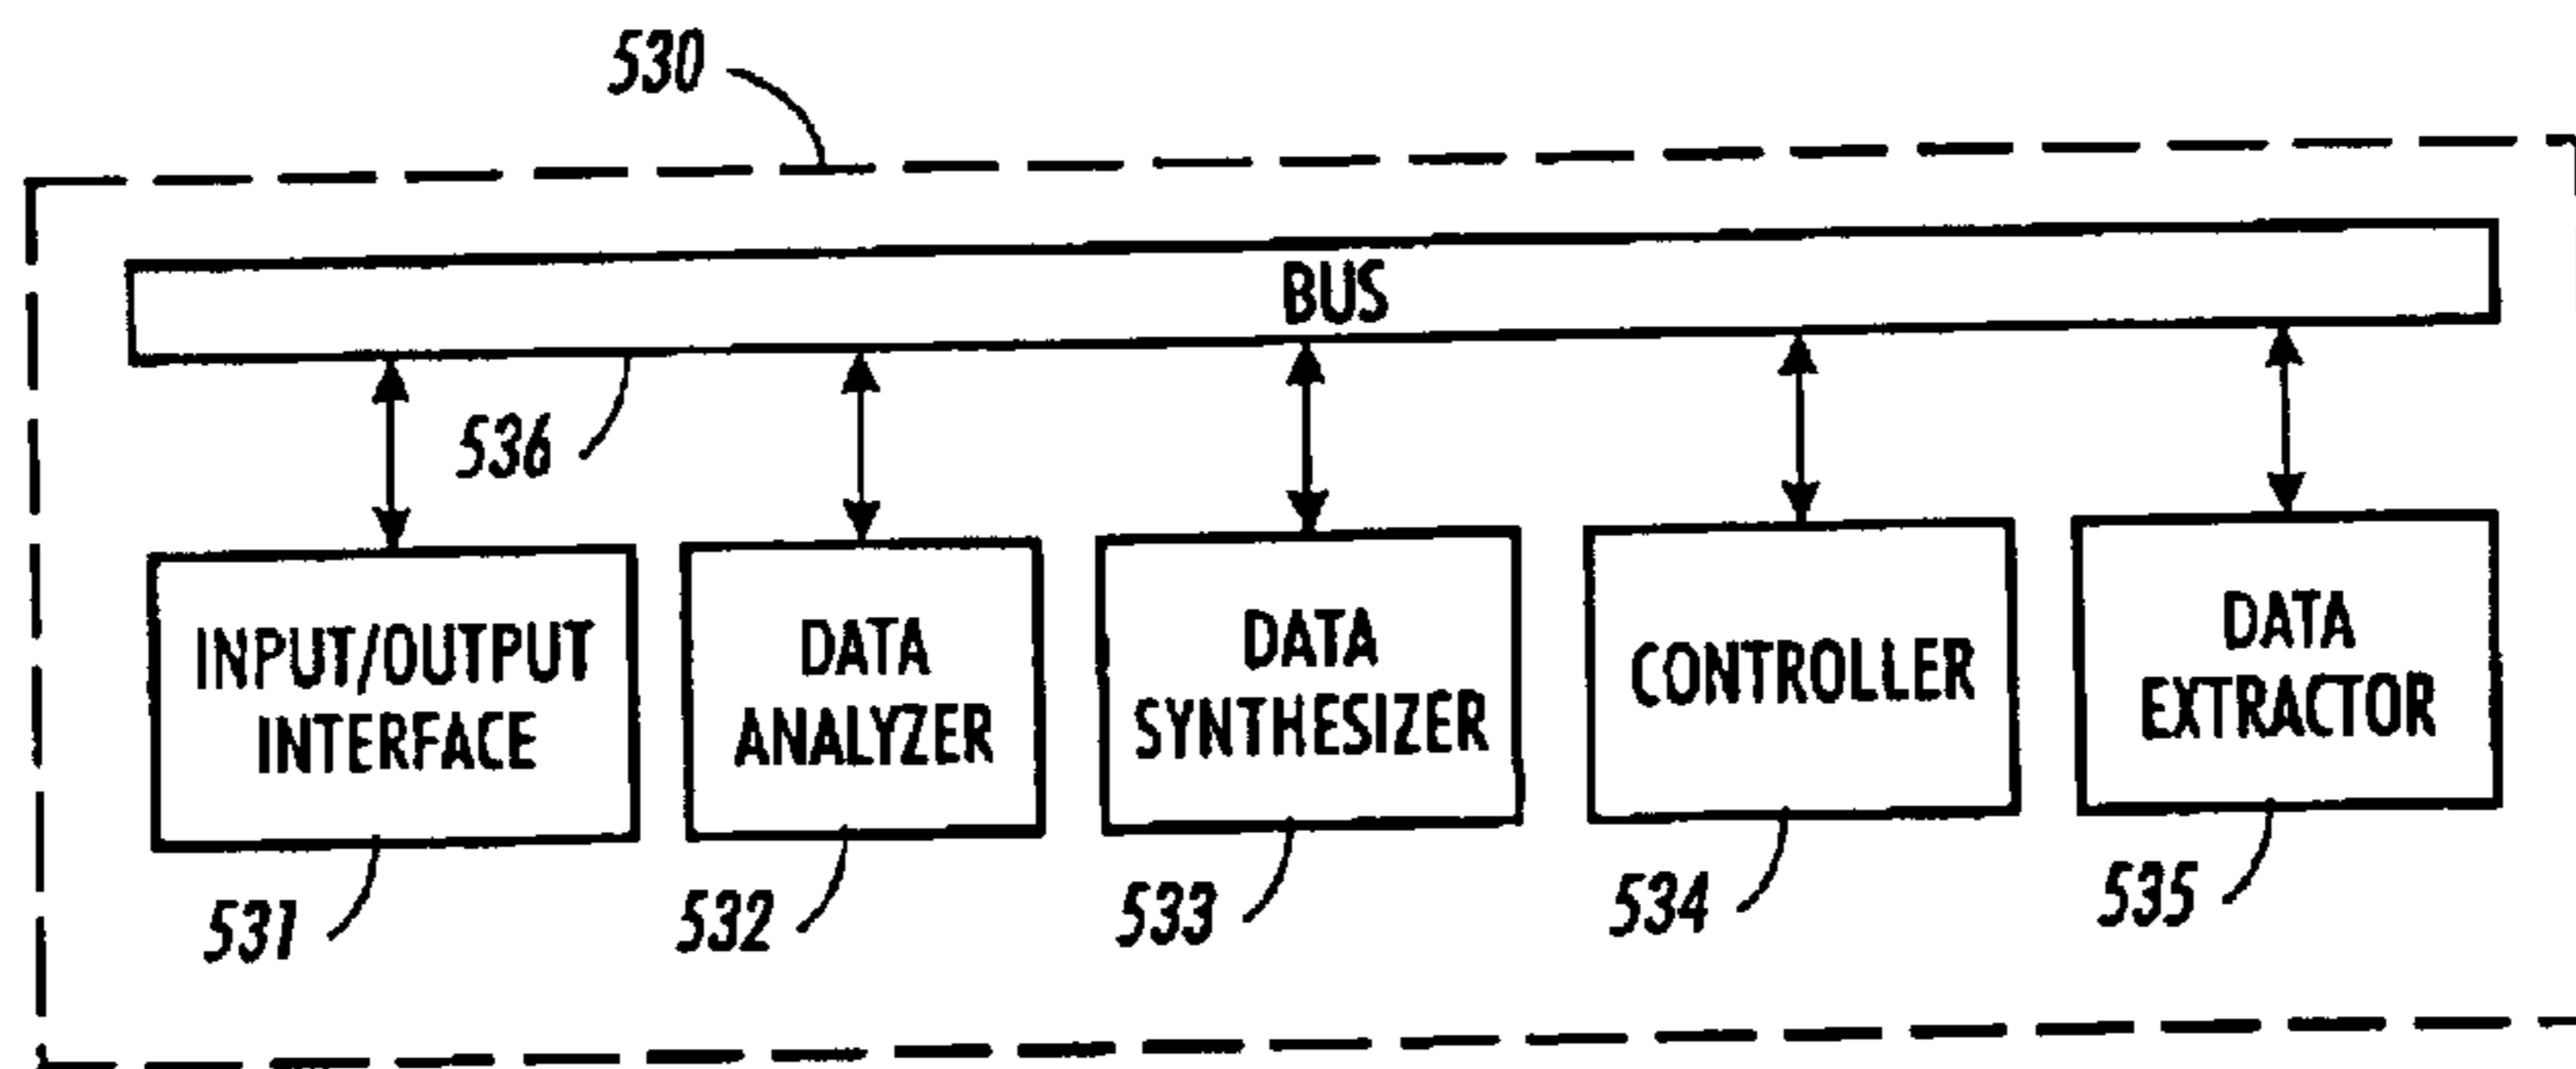 530
BUS
536
INPUT/OUTPUT
INTERFACE
DATA
ANALYZER
DATA
SYNTHESIZER
CONTROLLER
DATA
EXTRACTOR
531
532
533
534
535